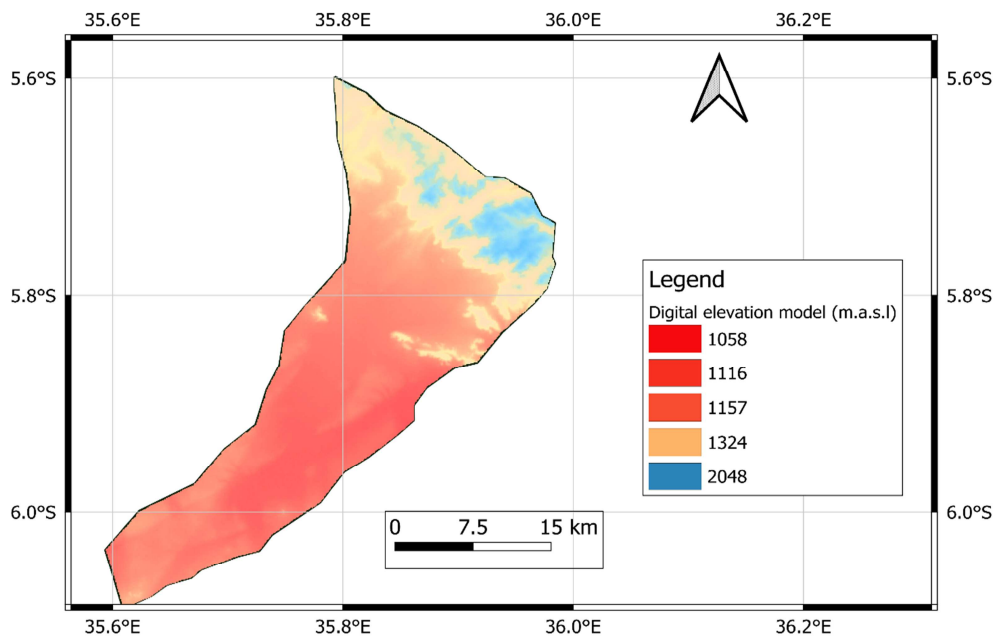 35.6°E 35.8°E 36.0°E 36.2°E
5.6°S 5.6°S
5.8°S 5.8°S
Legend
Digital elevation model (m.a.s.l)
1058
1116
1157
1324
2048
6.0°S 6.0°S
0 7.5 15 km
35.6°E 35.8°E 36.0°E 36.2°E